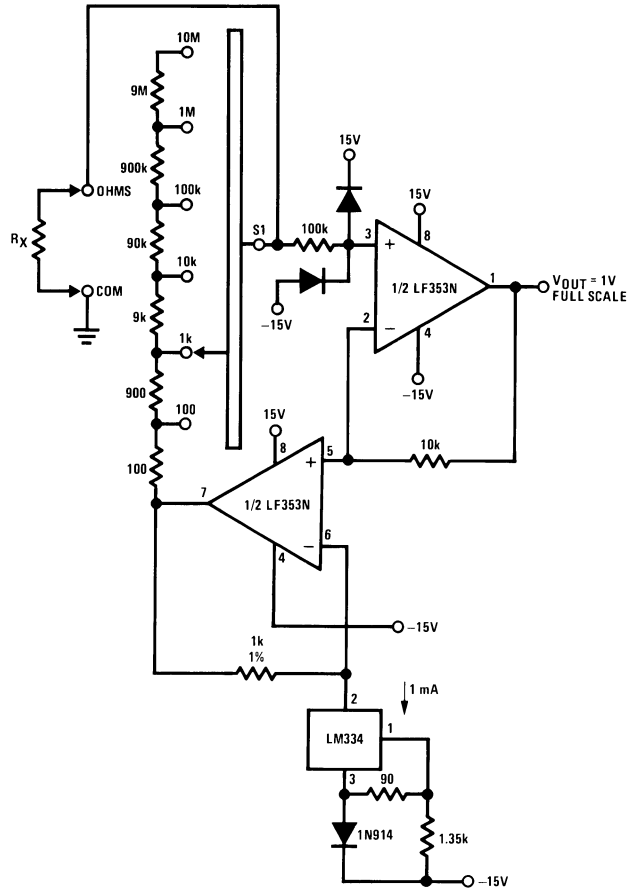 10M
9M
1M
900k
100k
OHMS
RX
90k
10k
COM
9k
1k
900
100
100
S1
100k
15V
-15V
15V
3
+
8
1/2 LF353N
1
VOUT = 1V
FULL SCALE
2
-
4
-15V
10k
15V
8
5
+
7
1/2 LF353N
6
-
4
-15V
1k
1%
2
1 mA
LM334
1
3
90
1N914
1.35k
-15V